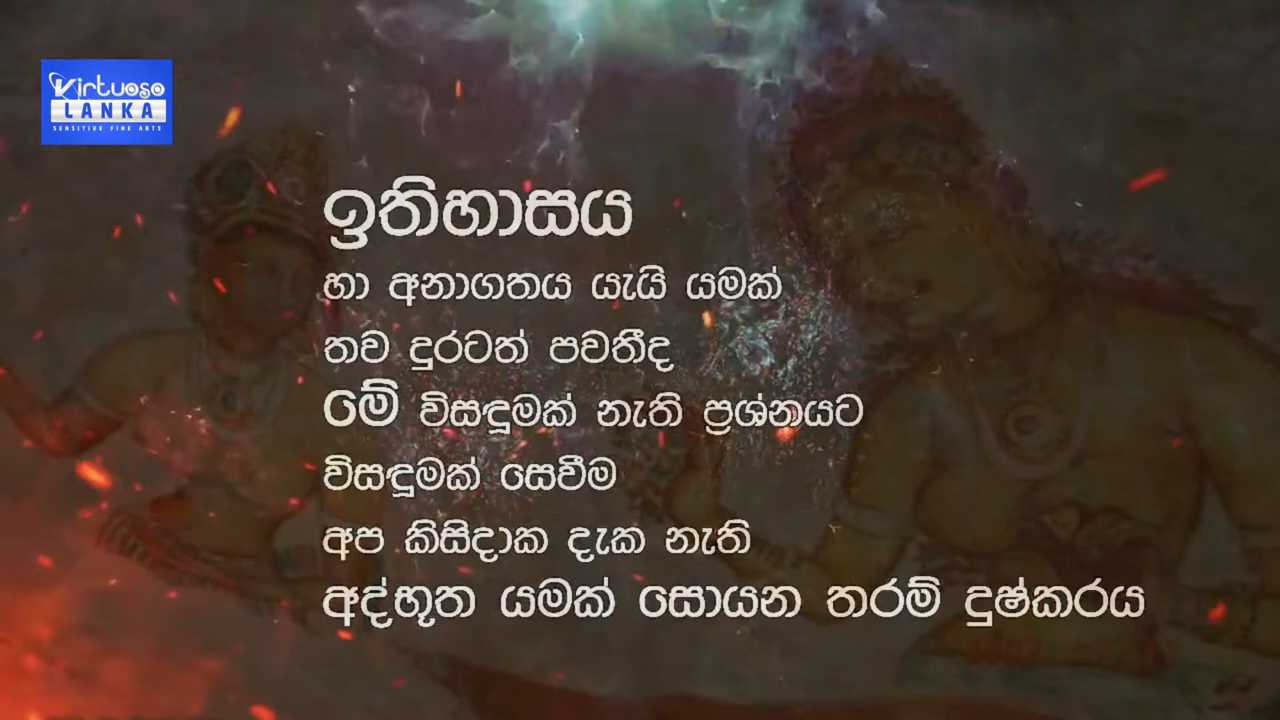 Virtuoso
LANKA
SENSITIVE FINE ARTS
ඉතිහාසය
හා අනාගතය යැයි යමක්
තව දුරටත් පවතීද
මේ විසඳූමක් නැති ප්‍රශ්නයට
විසඳූමක් සෙවීම
අප කිසිදාක දැක නැති
අද්භූත යමක් සොයන තරම් දුෂ්කරය